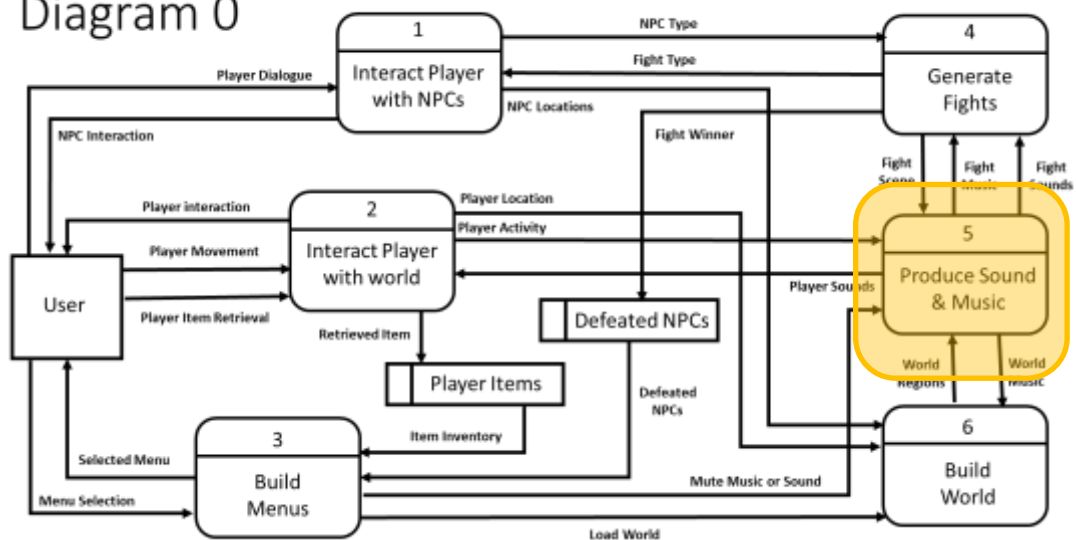 Diagram 0
1
Interact Player
with NPCs
NPC Type
Fight Type
4
Generate
Fights
Player Dialogue
NPC Locations
NPC Interaction
Fight Winner
Fight
Scene
Fight
Music
Fight
Sounds
Player interaction
2
Interact Player
with world
Player Location
Player Activity
5
Produce Sound
& Music
Player Movement
Player Sounds
User
Player Item Retrieval
Retrieved Item
Defeated NPCs
Player Items
World
Regions
World
Music
Defeated
NPCs
Item Inventory
3
Build
Menus
6
Build
World
Selected Menu
Menu Selection
Mute Music or Sound
Load World